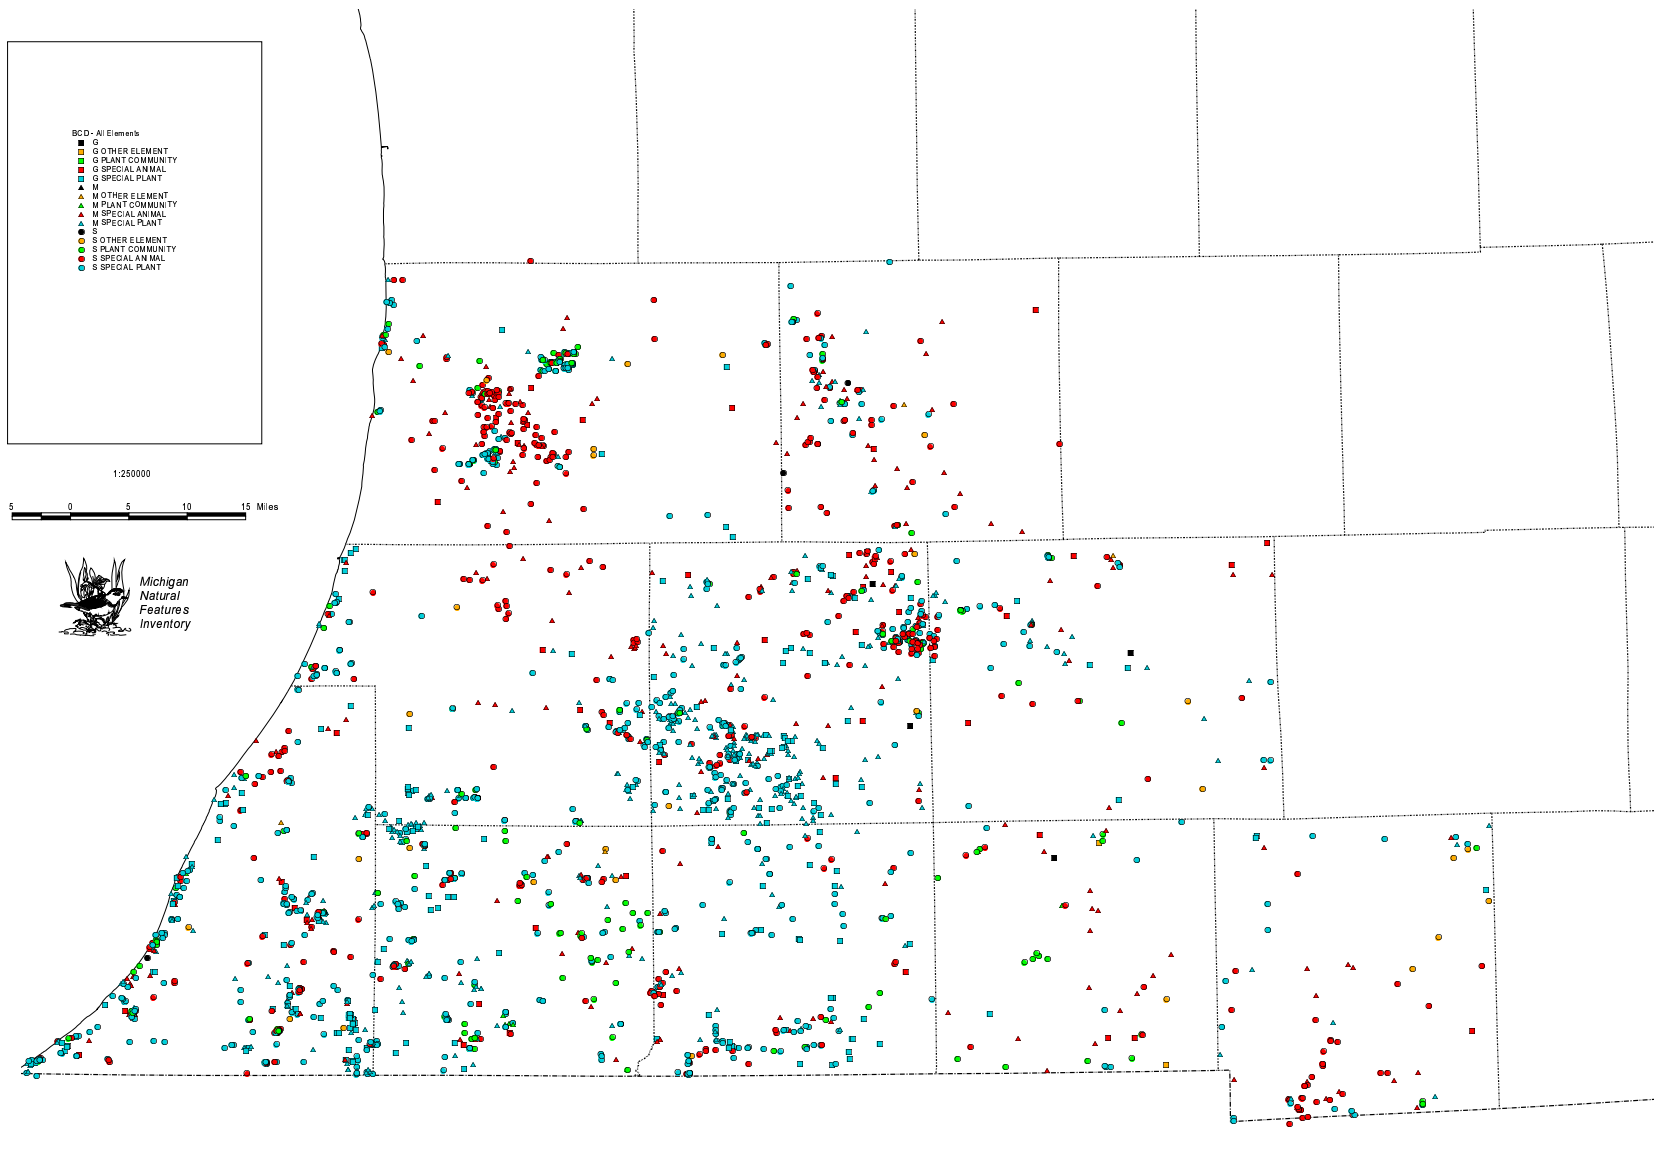 BCD - All Elements
G
G OTHER ELEMENT
G PLANT COMMUNITY
G SPECIAL ANIMAL
G SPECIAL PLANT
M
M OTHER ELEMENT
M PLANT COMMUNITY
M SPECIAL ANIMAL
M SPECIAL PLANT
S
S OTHER ELEMENT
S PLANT COMMUNITY
S SPECIAL ANIMAL
S SPECIAL PLANT
1:250000
5 0 5 10 15 Miles
Michigan
Natural
Features
Inventory